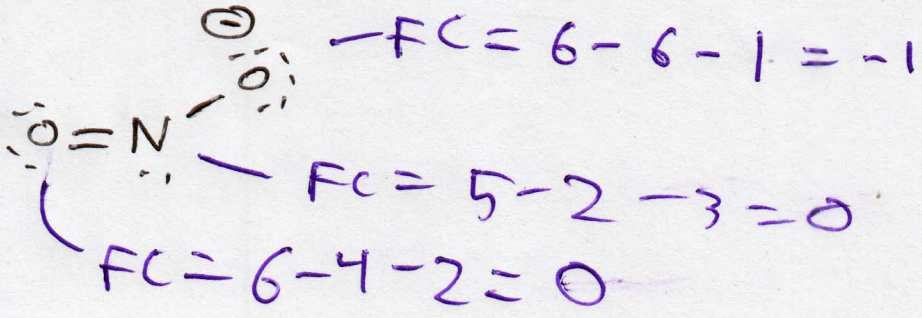 ⊖
O - FC = 6 - 6 - 1 = -1
O = N
FC = 5 - 2 - 3 = 0
FC = 6 - 4 - 2 = 0